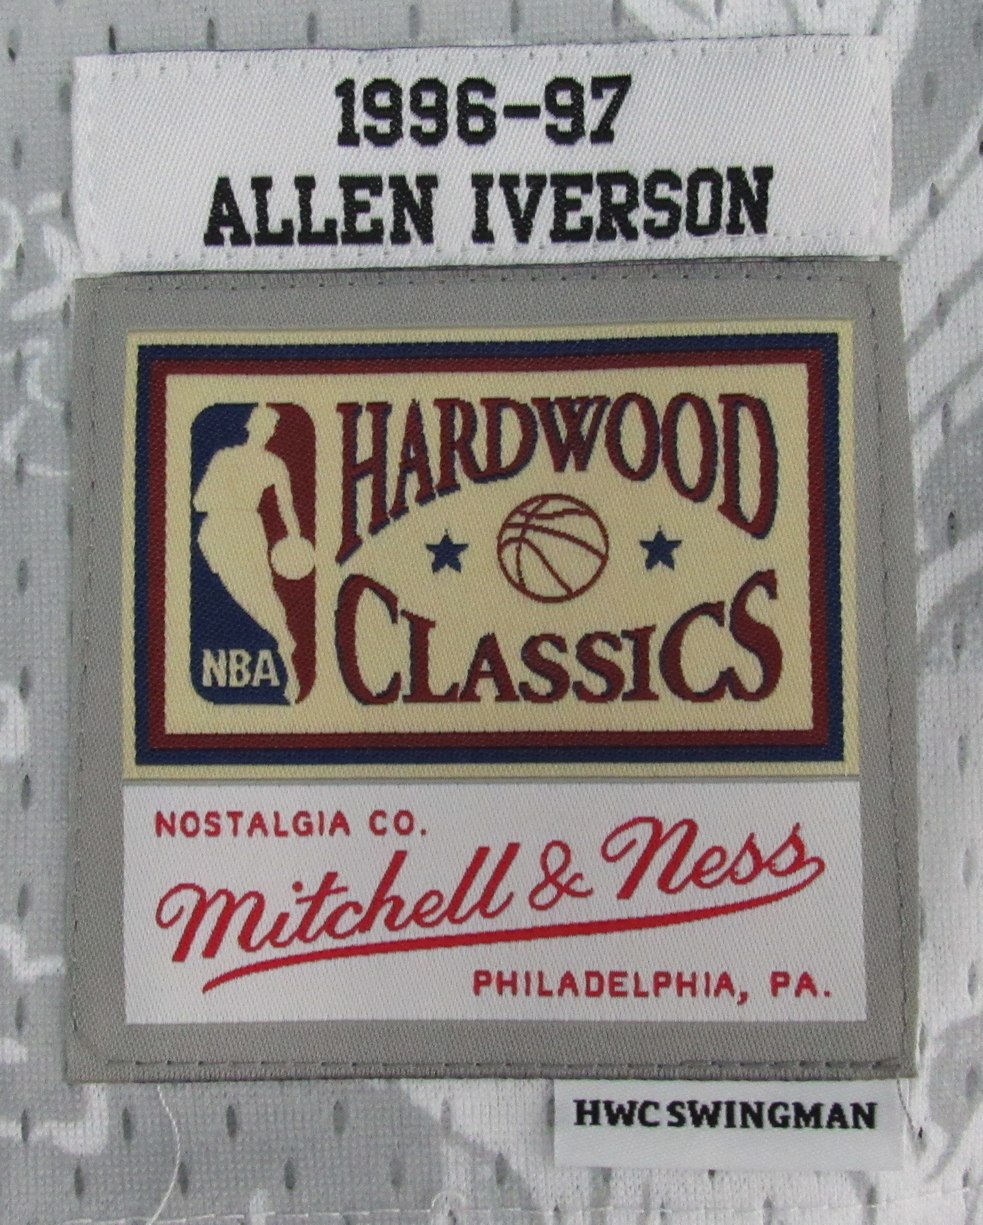 1996-97
ALLEN IVERSON
HARDWOOD
CLASSICS
NBA
NOSTALGIA CO.
Mitchell & Ness
PHILADELPHIA, PA.
HWC SWINGMAN